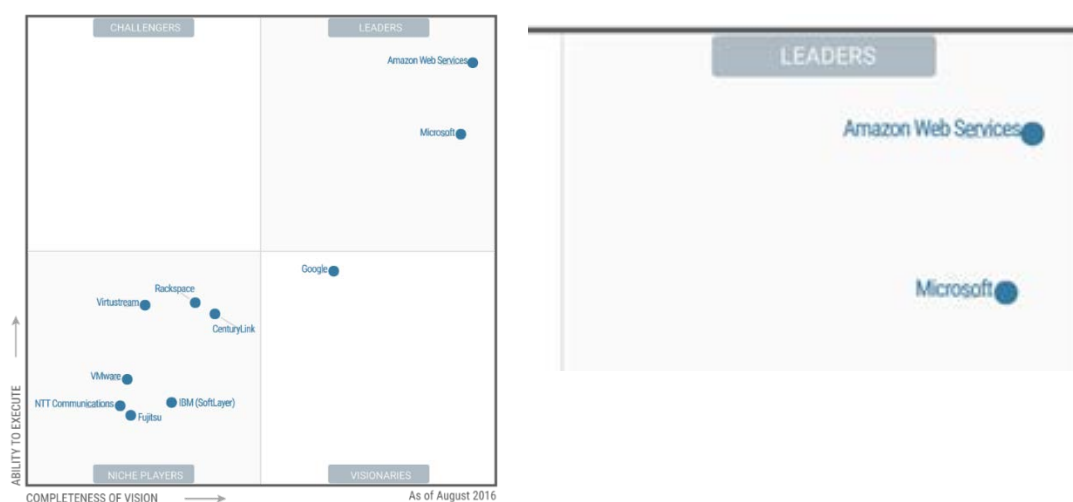 CHALLENGERS
LEADERS
Amazon Web Services
Microsoft
Google
Rackspace
Virtustream
CenturyLink
VMware
NTT Communications
IBM (SoftLayer)
Fujitsu
NICHE PLAYERS
VISIONARIES
ABILITY TO EXECUTE
COMPLETENESS OF VISION
As of August 2016
LEADERS
Amazon Web Services
Microsoft